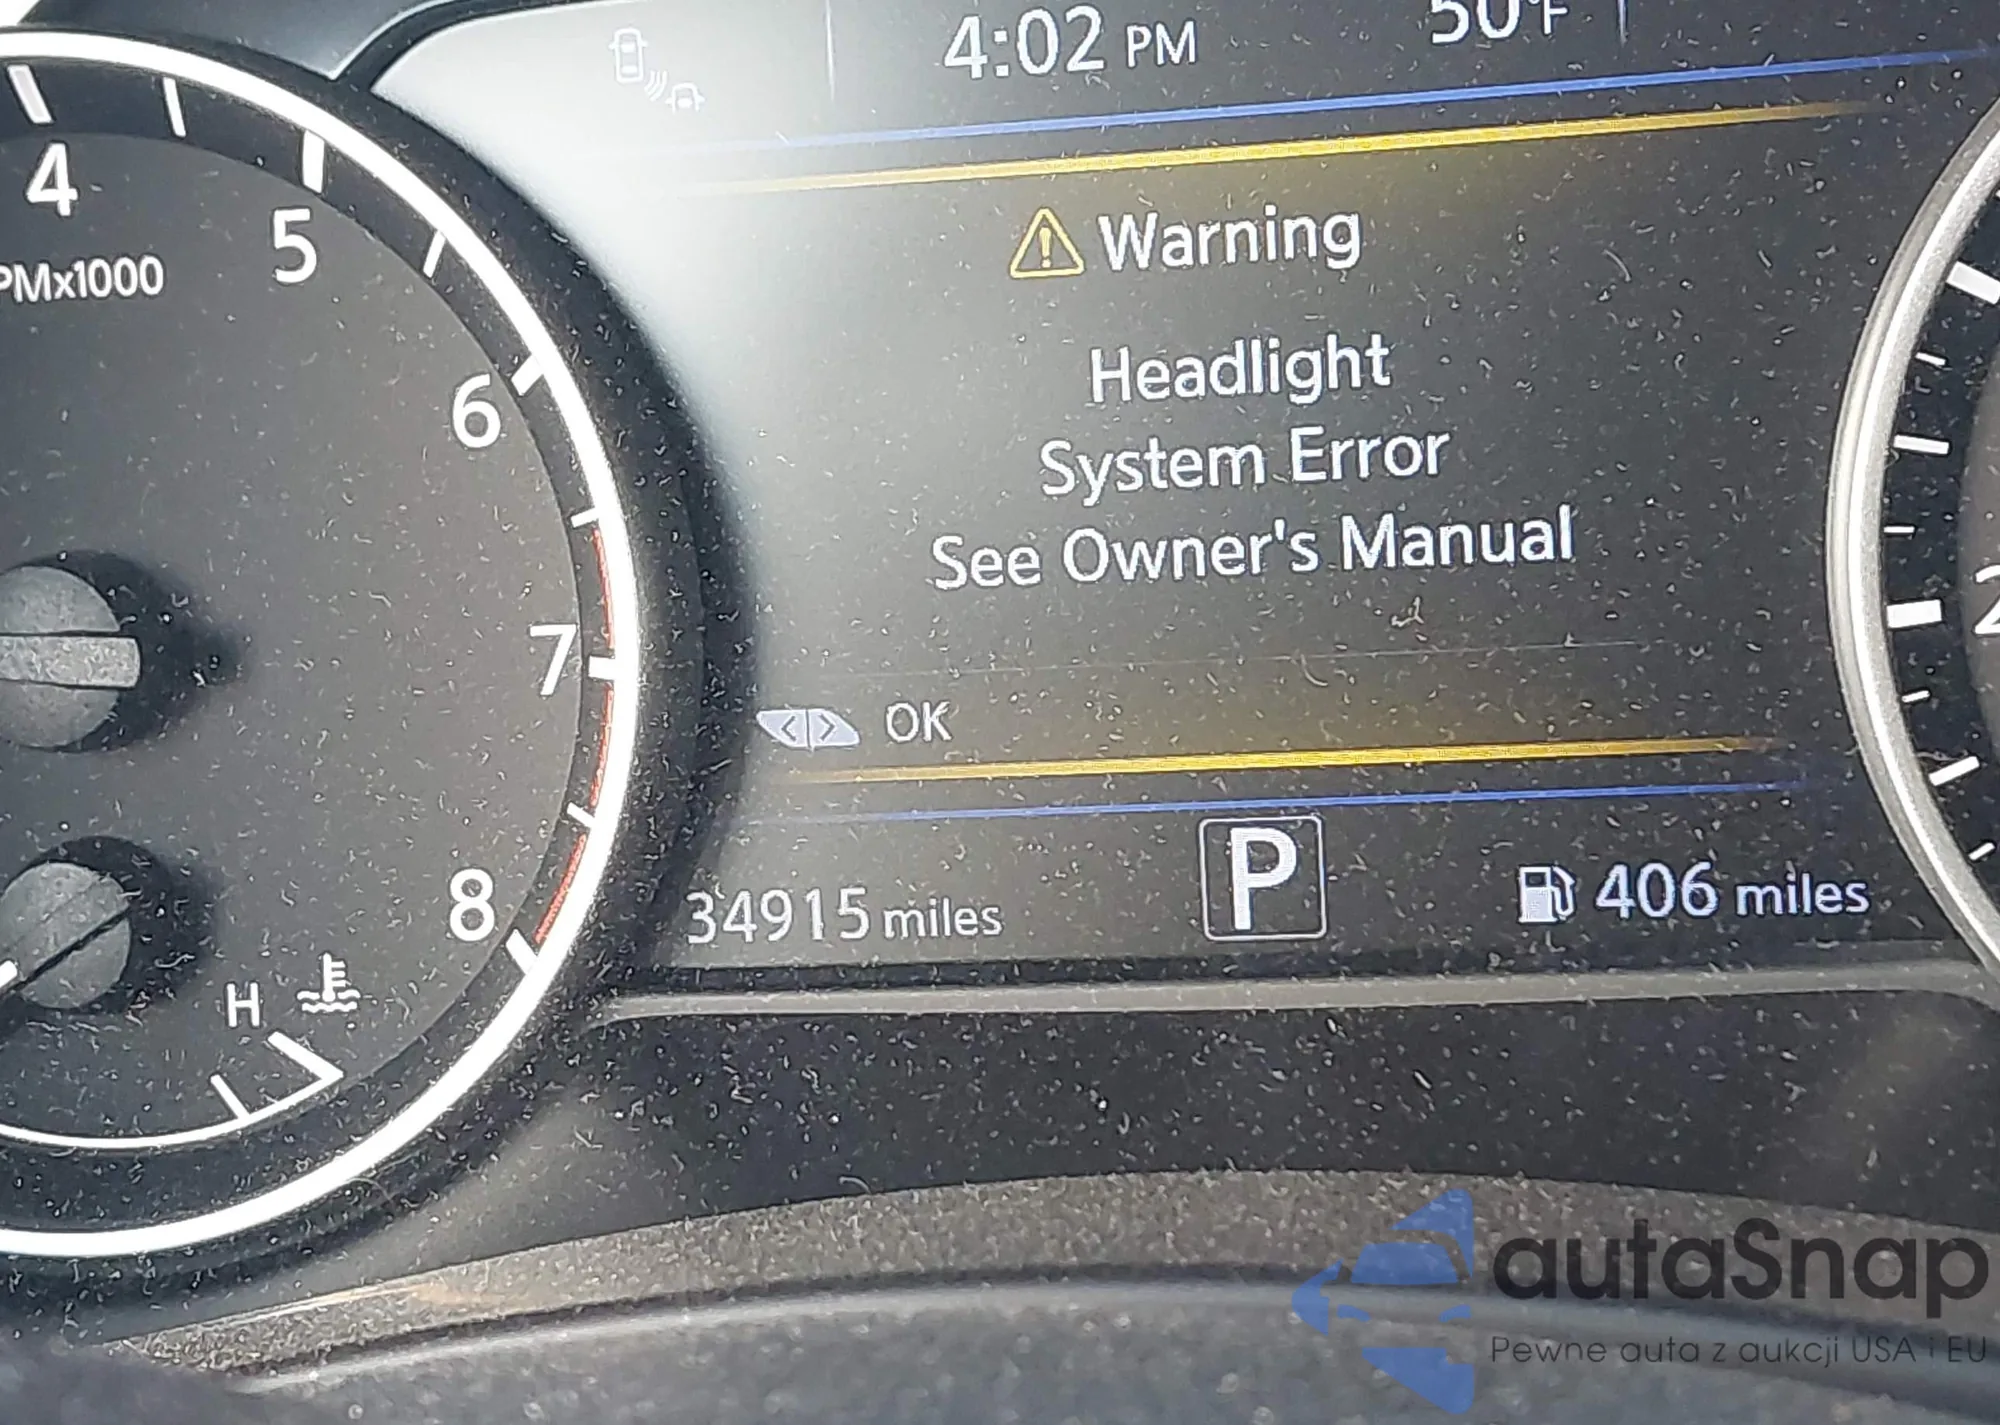 4:02 PM
50°F
4
5
PMx1000
6
7
8
H
Warning
Headlight
System Error
See Owner's Manual
OK
34915 miles
P
406 miles
2
autaSnap
Pewne auta z aukcji USA i EU